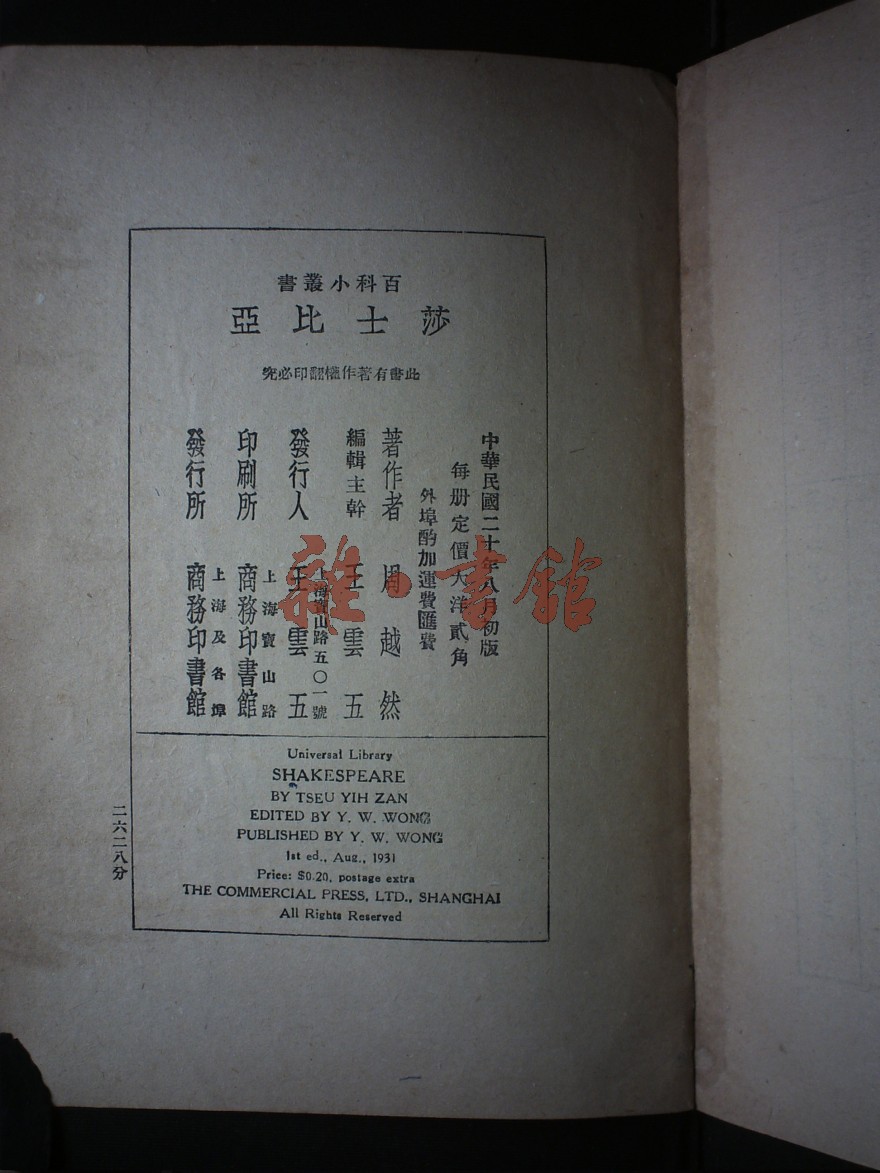 百科小叢書
莎士比亞
此書有著作權翻印必究
中華民國二十年八月初版
每册定價大洋貳角
外埠酌加運費匯費
著作者 周越然
編輯主幹 王雲五
發行人 上海寶山路五〇一號 王雲五
印刷所 上海寶山路 商務印書館
發行所 上海及各埠 商務印書館
Universal Library
SHAKESPEARE
BY TSEU YIH ZAN
EDITED BY Y. W. WONG
PUBLISHED BY Y. W. WONG
1st ed., Aug., 1931
Price: $0.20, postage extra
THE COMMERCIAL PRESS, LTD., SHANGHAI
All Rights Reserved
二六二八分
雜·書館